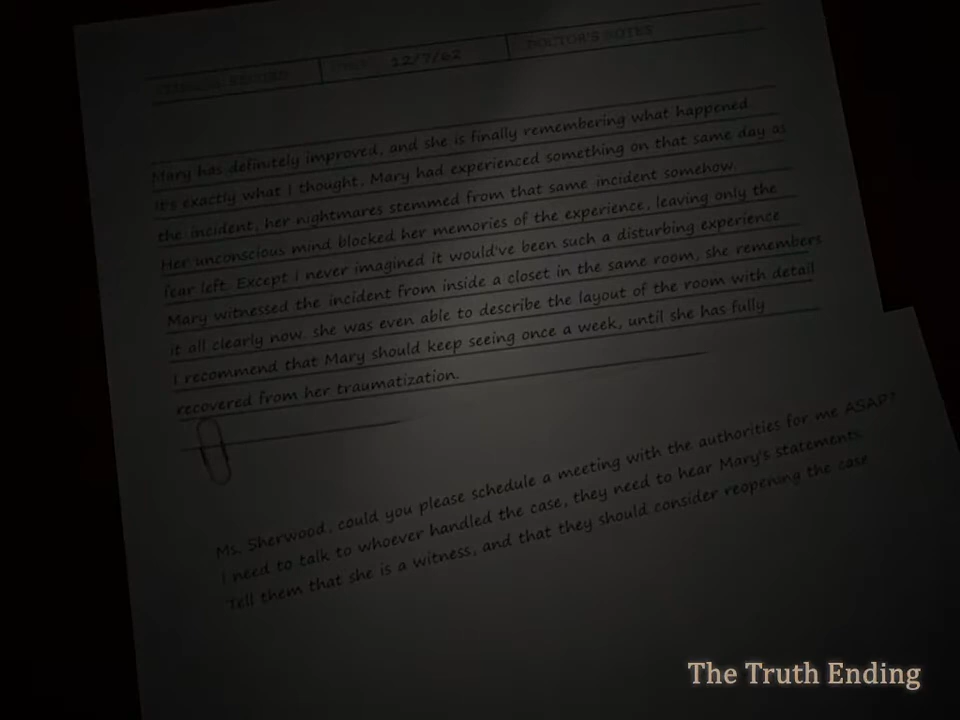 MEDICAL RECORD
12/7/62
DOCTOR'S NOTES
Mary has definitely improved, and she is finally remembering what happened
It's exactly what I thought, Mary had experienced something on that same day as
the incident, her nightmares stemmed from that same incident somehow.
Her unconscious mind blocked her memories of the experience, leaving only the
fear left. Except I never imagined it would've been such a disturbing experience
Mary witnessed the incident from inside a closet in the same room, she remembers
it all clearly now. she was even able to describe the layout of the room with detail
I recommend that Mary should keep seeing once a week, until she has fully
recovered from her traumatization.
Ms. Sherwood, could you please schedule a meeting with the authorities for me ASAP?
I need to talk to whoever handled the case, they need to hear Mary's statements.
Tell them that she is a witness, and that they should consider reopening the case
The Truth Ending